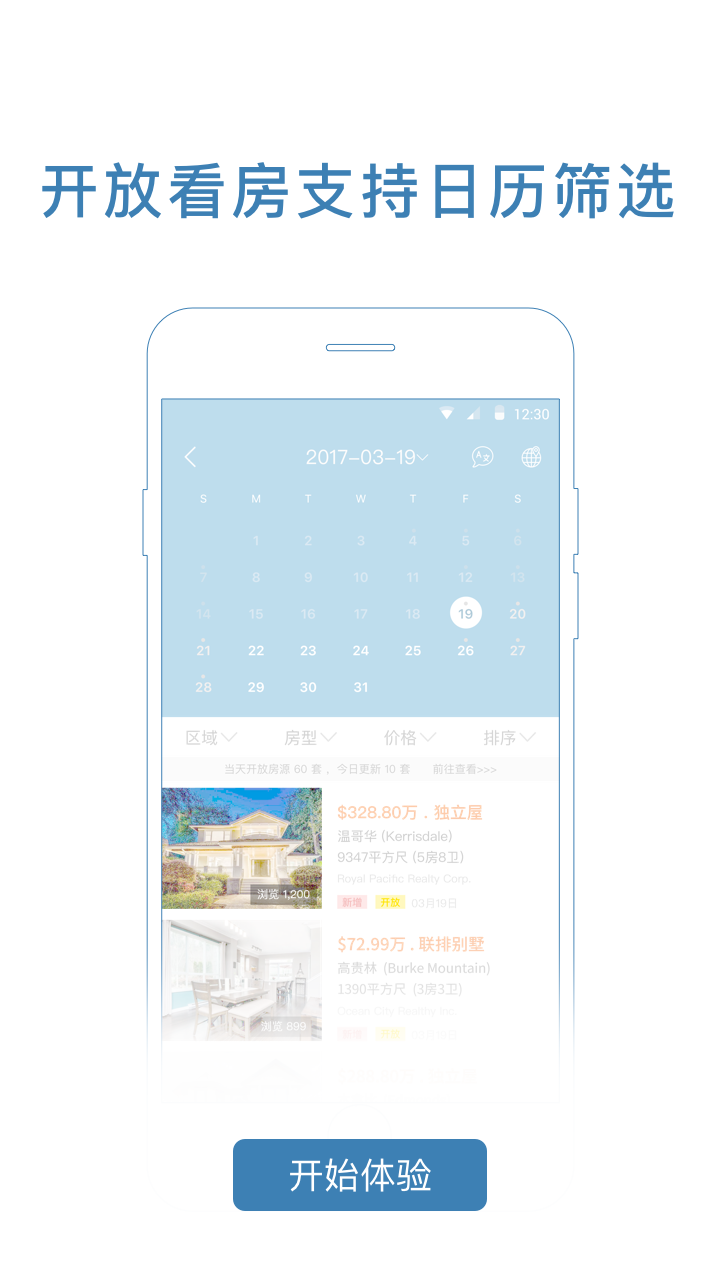 开放看房支持日历筛选
12:30
2017-03-19
S M T W T F S
1 2 3 4 5 6
7 8 9 10 11 12 13
14 15 16 17 18 19 20
21 22 23 24 25 26 27
28 29 30 31
区域 房型 价格 排序
当天开放房源 60 套 ，今日更新 10 套 前往查看>>>
$328.80万 . 独立屋
温哥华 (Kerrisdale)
9347平方尺 (5房8卫)
Royal Pacific Realty Corp.
浏览 1,200
新增 开放 03月19日
$72.99万 . 联排别墅
高贵林 (Burke Mountain)
1390平方尺 (3房3卫)
Ocean City Realty Inc.
浏览 899
新增 开放
开始体验